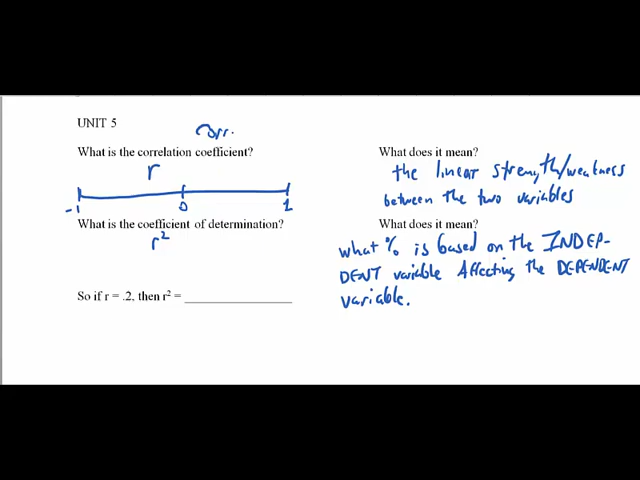 UNIT 5
corr.
What is the correlation coefficient?
r
-1 0 1
What does it mean?
the linear strength/weakness
between the two variables
What is the coefficient of determination?
r²
What does it mean?
what % is based on the INDEP-
DENT variable Affecting the DEPENDENT
variable.
So if r = .2, then r² = ____________________